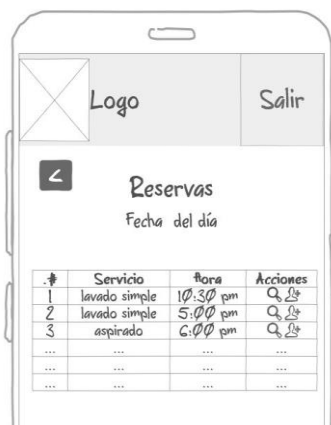 Logo
Salir
<
Reservas
Fecha del día
.# Servicio Hora Acciones
1 lavado simple 10:30 pm
2 lavado simple 5:00 pm
3 aspirado 6:00 pm
... ... ... ...
... ... ... ...
... ... ... ...